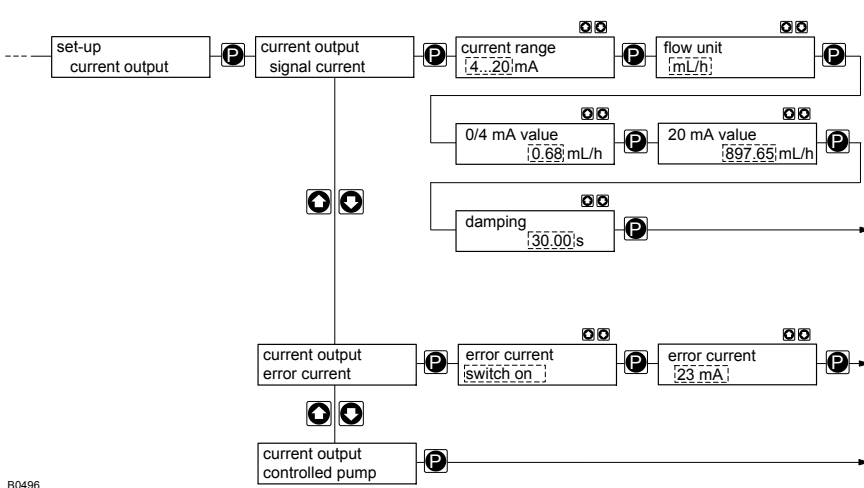 set-up
current output
P
current output
signal current
P
current range
4...20 mA
P
flow unit
mL/h
P
0/4 mA value
0.68 mL/h
P
20 mA value
897.65 mL/h
P
damping
30.00 s
P
current output
error current
P
error current
switch on
P
error current
23 mA
P
current output
controlled pump
P
B0496